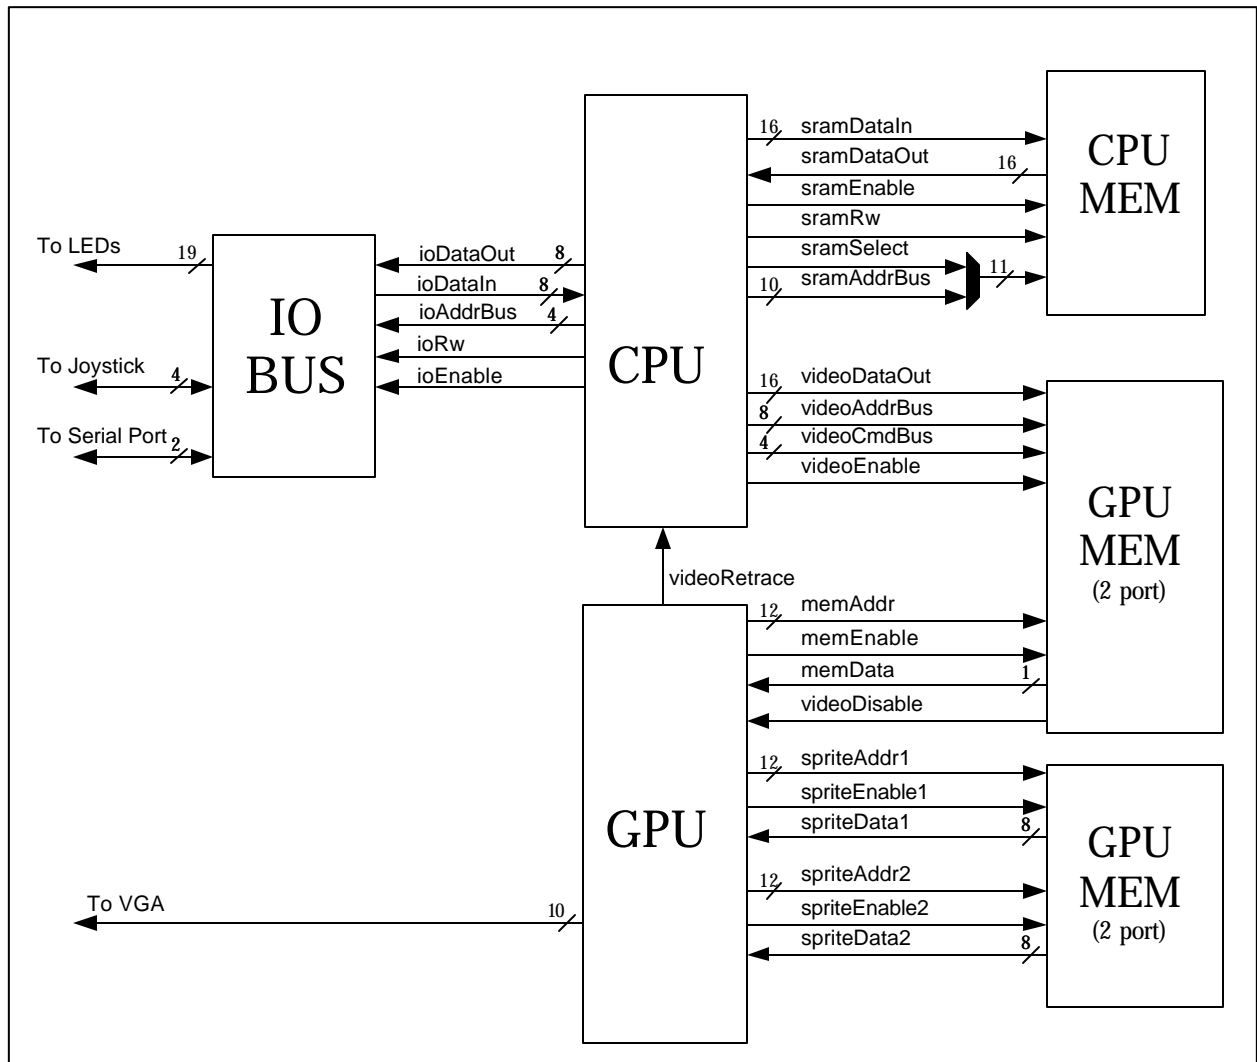 16 sramDataIn
sramDataOut 16
sramEnable
sramRw
sramSelect
10 sramAddrBus
11
CPU
MEM
To LEDs 19
To Joystick 4
To Serial Port 2
IO
BUS
ioDataOut 8
ioDataIn 8
ioAddrBus 4
ioRw
ioEnable
CPU
16 videoDataOut
8 videoAddrBus
4 videoCmdBus
videoEnable
GPU
MEM
(2 port)
videoRetrace
12 memAddr
memEnable
memData 1
videoDisable
GPU
12 spriteAddr1
spriteEnable1
spriteData1 8
12 spriteAddr2
spriteEnable2
spriteData2 8
GPU
MEM
(2 port)
To VGA 10